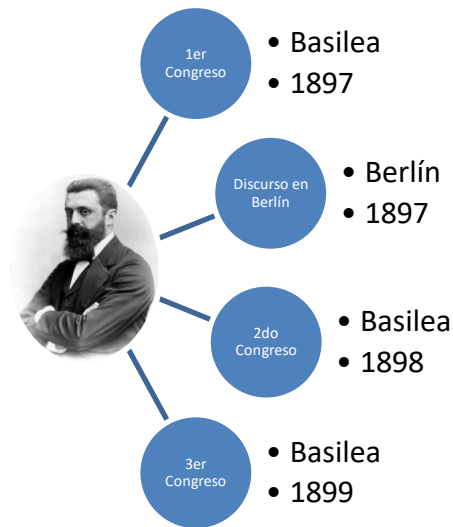 1er
Congreso
• Basilea
• 1897
Discurso en
Berlín
• Berlín
• 1897
2do
Congreso
• Basilea
• 1898
3er
Congreso
• Basilea
• 1899